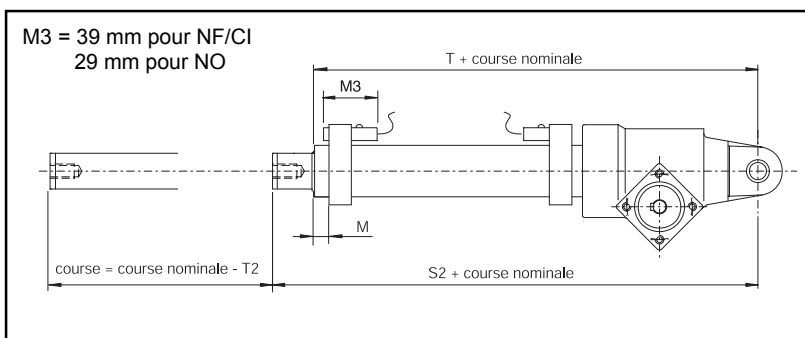 M3 = 39 mm pour NF/CI
29 mm pour NO
T + course nominale
M3
M
course = course nominale - T2
S2 + course nominale